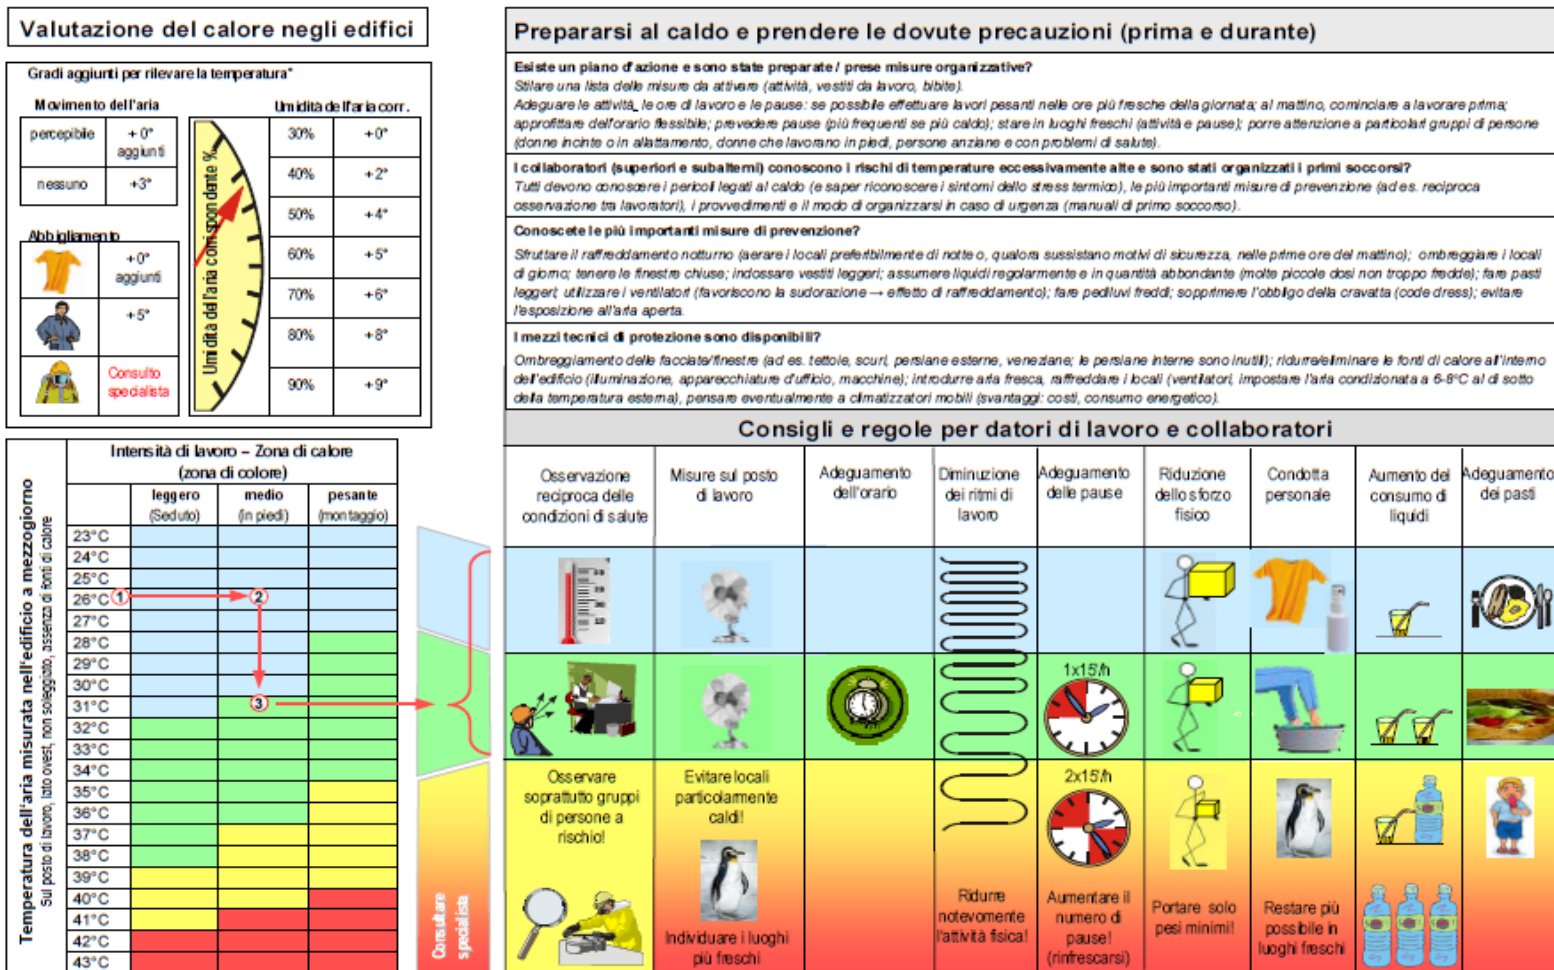 Valutazione del calore negli edifici
Gradi aggiunti per rilevare la temperatura*
Movimento dell'aria
percepibile
+ 0°
aggiunti
nessuno
+3°
Abbigliamento
+0°
aggiunti
+5°
Consulto
specialista
Umidità dell'aria corrispondente %
Umidità dell'aria corr.
30%
+0°
40%
+2°
50%
+4°
60%
+5°
70%
+6°
80%
+8°
90%
+9°
Temperatura dell'aria misurata nell'edificio a mezzogiorno
Sul posto di lavoro, lato ovest, non soleggiato, assenza di fonti di calore
Intensità di lavoro – Zona di calore
(zona di colore)
leggero
(Seduto)
medio
(in piedi)
pesante
(montaggio)
23°C
24°C
25°C
26°C
1
2
27°C
28°C
29°C
30°C
31°C
3
32°C
33°C
34°C
35°C
36°C
37°C
38°C
39°C
40°C
41°C
42°C
43°C
Consultare
specialista
Prepararsi al caldo e prendere le dovute precauzioni (prima e durante)
Esiste un piano d'azione e sono state preparate / prese misure organizzative?
Stilare una lista delle misure da attivare (attività, vestiti da lavoro, bibite).
Adeguare le attività, le ore di lavoro e le pause: se possibile effettuare lavori pesanti nelle ore più fresche della giornata; al mattino, cominciare a lavorare prima;
approfittare dell'orario flessibile; prevedere pause (più frequenti se più caldo); stare in luoghi freschi (attività e pause); porre attenzione a particolari gruppi di persone
(donne incinte o in allattamento, donne che lavorano in piedi, persone anziane e con problemi di salute).
I collaboratori (superiori e subalterni) conoscono i rischi di temperature eccessivamente alte e sono stati organizzati i primi soccorsi?
Tutti devono conoscere i pericoli legati al caldo (e saper riconoscere i sintomi dello stress termico), le più importanti misure di prevenzione (ad es. reciproca
osservazione tra lavoratori), i provvedimenti e il modo di organizzarsi in caso di urgenza (manuali di primo soccorso).
Conoscete le più importanti misure di prevenzione?
Sfruttare il raffreddamento notturno (aerare i locali preferibilmente di notte o, qualora sussistano motivi di sicurezza, nelle prime ore del mattino); ombreggiare i locali
di giorno; tenere le finestre chiuse; indossare vestiti leggeri; assumere liquidi regolarmente e in quantità abbondante (molte piccole dosi non troppo fredde); fare pasti
leggeri; utilizzare i ventilatori (favoriscono la sudorazione → effetto di raffreddamento); fare pediluvi freddi; sopprimere l'obbligo della cravatta (code dress); evitare
l'esposizione all'aria aperta.
I mezzi tecnici di protezione sono disponibili?
Ombreggiamento delle facciate/finestre (ad es. tettoie, scuri, persiane esterne, veneziane; le persiane interne sono inutili); ridurre/eliminare le fonti di calore all'interno
dell'edificio (illuminazione, apparecchiature d'ufficio, macchine); introdurre aria fresca, raffreddare i locali (ventilatori, impostare l'aria condizionata a 6-8°C al di sotto
della temperatura esterna), pensare eventualmente a climatizzatori mobili (svantaggi: costi, consumo energetico).
Consigli e regole per datori di lavoro e collaboratori
Osservazione
reciproca delle
condizioni di salute
Misure sul posto
di lavoro
Adeguamento
dell'orario
Diminuzione
dei ritmi di
lavoro
Adeguamento
delle pause
Riduzione
dello sforzo
fisico
Condotta
personale
Aumento del
consumo di
liquidi
Adeguamento
dei pasti
1x15'/h
Osservare
soprattutto gruppi
di persone a
rischio!
Evitare locali
particolarmente
caldi!
2x15'/h
Individuare i luoghi
più freschi
Ridurre
notevomente
l'attività fisica!
Aumentare il
numero di
pause!
(rinfrescarsi)
Portare solo
pesi minimi!
Restare più
possibile in
luoghi freschi